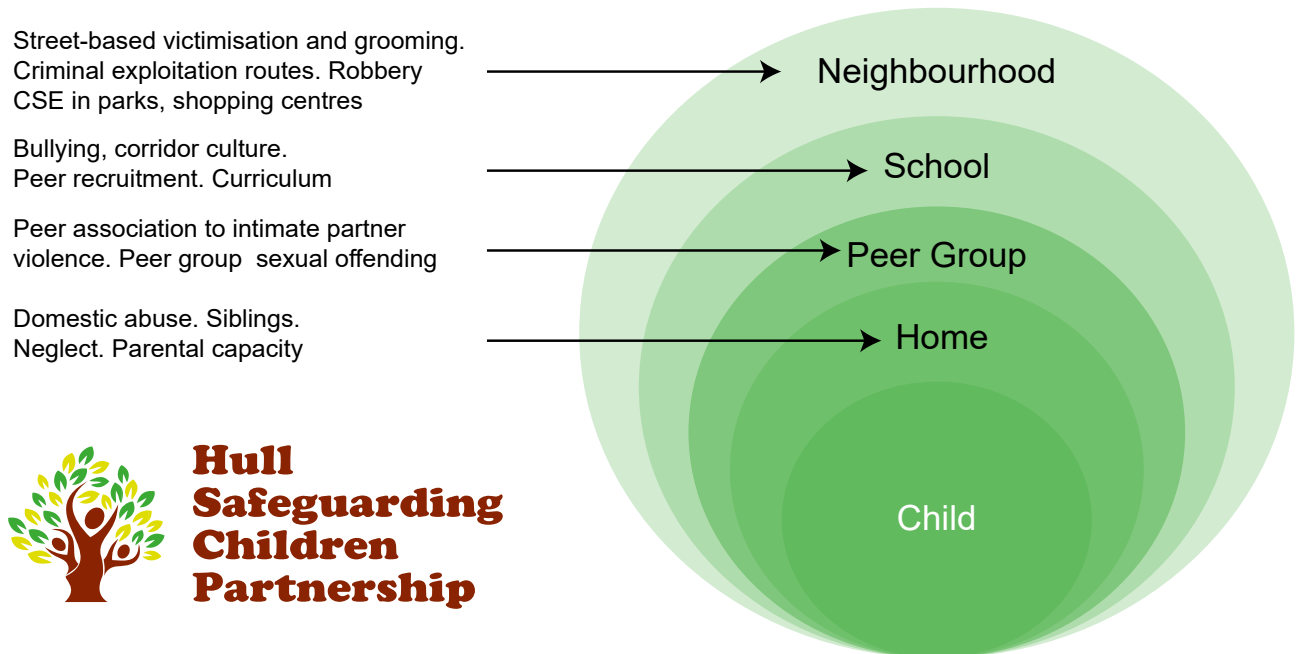 Street-based victimisation and grooming.
Criminal exploitation routes. Robbery
CSE in parks, shopping centres
Neighbourhood
Bullying, corridor culture.
Peer recruitment. Curriculum
School
Peer association to intimate partner
violence. Peer group  sexual offending
Peer Group
Domestic abuse. Siblings.
Neglect. Parental capacity
Home
Child
Hull
Safeguarding
Children
Partnership